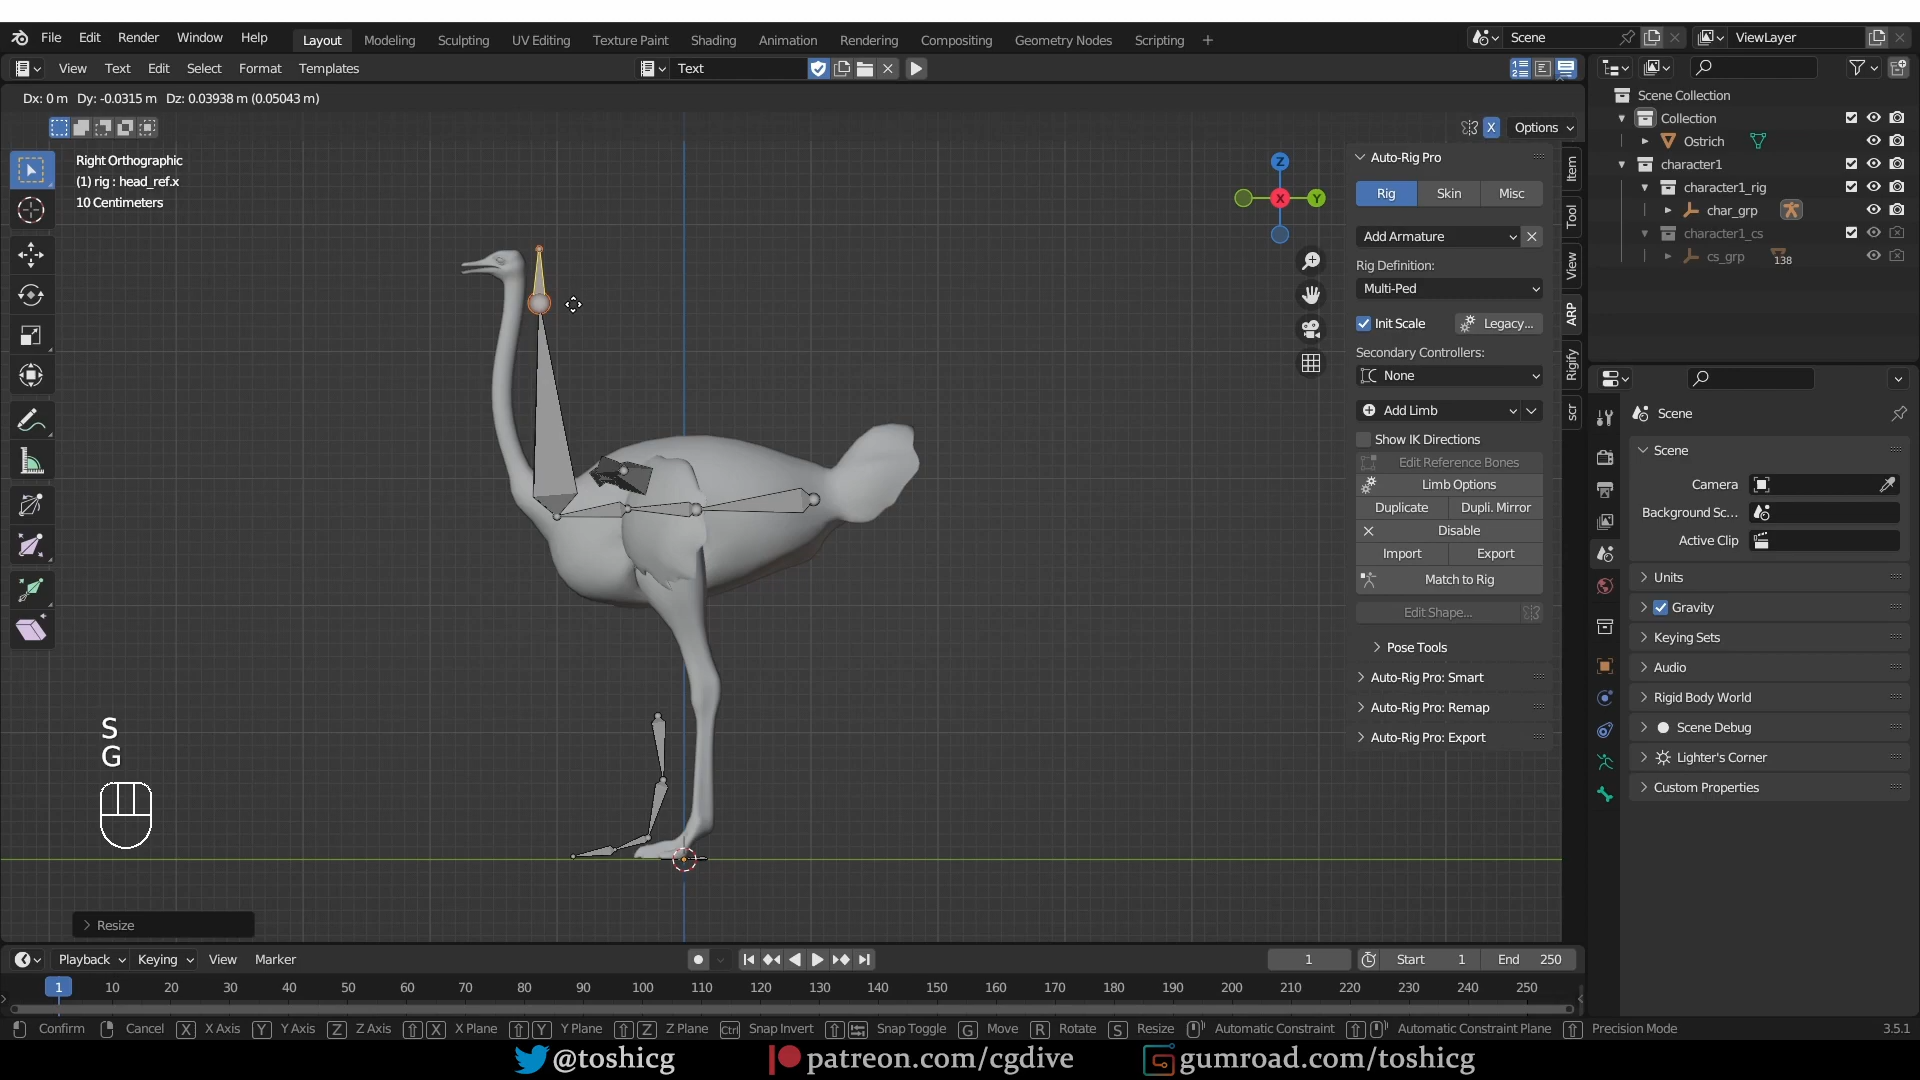 File Edit Render Window Help Layout Modeling Sculpting UV Editing Texture Paint Shading Animation Rendering Compositing Geometry Nodes Scripting + Scene ViewLayer
View Text Edit Select Format Templates Text
Dx: 0 m Dy: -0.0315 m Dz: 0.03938 m (0.05043 m)
X Options
Right Orthographic
(1) rig : head_ref.x
10 Centimeters
Z
X
Y
Auto-Rig Pro
Rig Skin Misc
Add Armature
Rig Definition:
Multi-Ped
Init Scale Legacy...
Secondary Controllers:
None
Add Limb
Show IK Directions
Edit Reference Bones
Limb Options
Duplicate Dupli. Mirror
Disable
Import Export
Match to Rig
Edit Shape...
Pose Tools
Auto-Rig Pro: Smart
Auto-Rig Pro: Remap
Auto-Rig Pro: Export
Item
Tool
View
ARP
Rigify
scr
Scene Collection
Collection
Ostrich
character1
character1_rig
char_grp
character1_cs
cs_grp 138
Scene
Scene
Camera
Background Sc...
Active Clip
Units
Gravity
Keying Sets
Audio
Rigid Body World
Scene Debug
Lighter's Corner
Custom Properties
S
G
Resize
Playback Keying View Marker 1 Start 1 End 250
1 10 20 30 40 50 60 70 80 90 100 110 120 130 140 150 160 170 180 190 200 210 220 230 240 250
Confirm Cancel X X Axis Y Y Axis Z Z Axis X X Plane Y Y Plane Z Z Plane Ctrl Snap Invert Snap Toggle G Move R Rotate S Resize Automatic Constraint Automatic Constraint Plane Precision Mode 3.5.1
@toshicg patreon.com/cgdive gumroad.com/toshicg